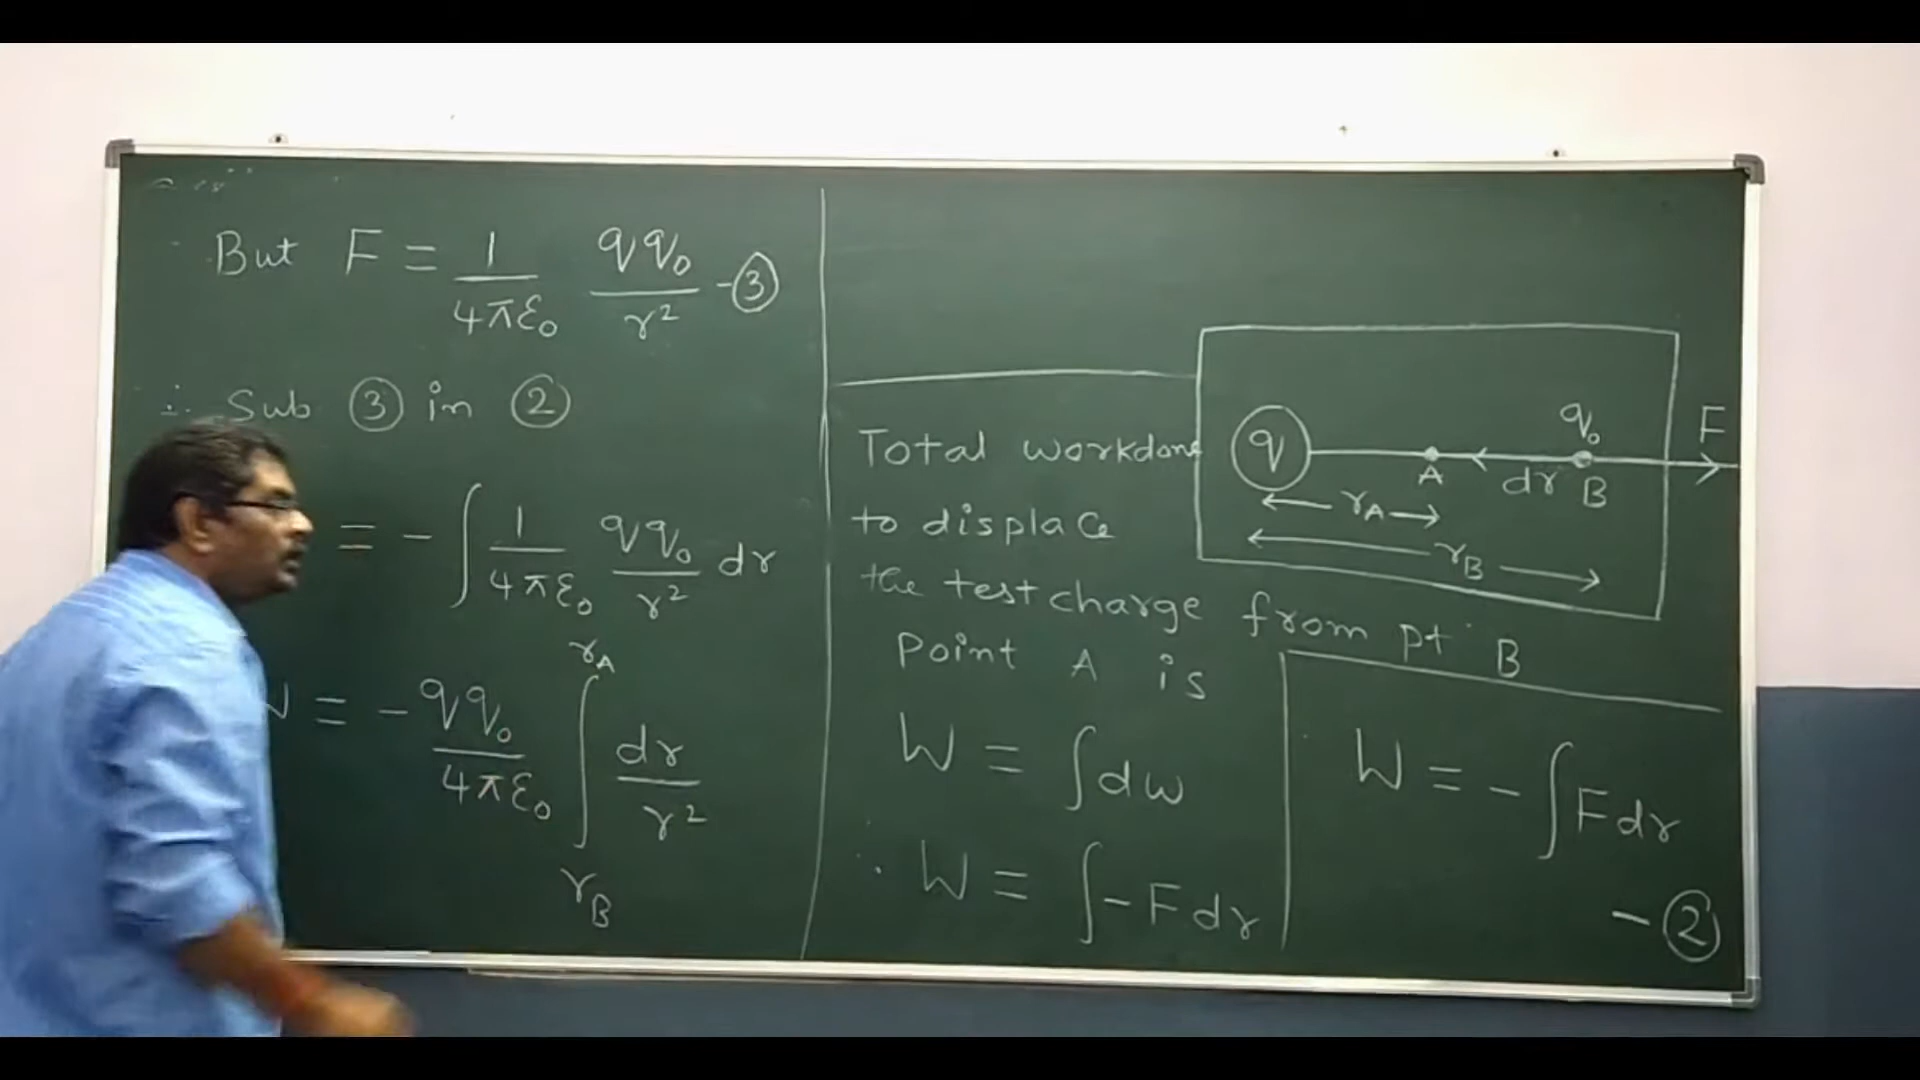 But F = 1/4πε₀ qq₀/r² -③
∴ Sub ③ in ②
= - ∫ 1/4πε₀ qq₀/r² dr
W = - qq₀/4πε₀ ∫ dr/r²
rA
rB
Total workdone
to displace
the test charge from pt B
Point A is
W = ∫dw
∴ W = ∫-Fdr
q
q₀
F
A
dr
B
rA
rB
W = - ∫Fdr
- ②